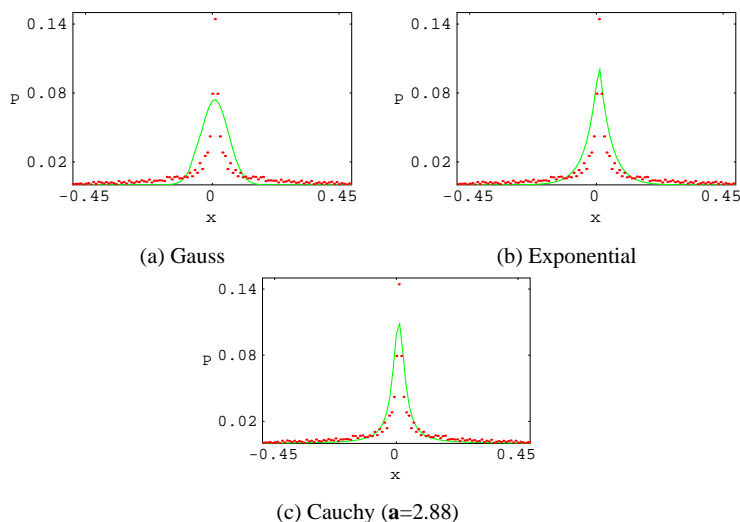 0.14
0.08
p
0.02
-0.45 0 0.45
x
(a) Gauss
0.14
0.08
p
0.02
-0.45 0 0.45
x
(b) Exponential
0.14
0.08
p
0.02
-0.45 0 0.45
x
(c) Cauchy (a=2.88)